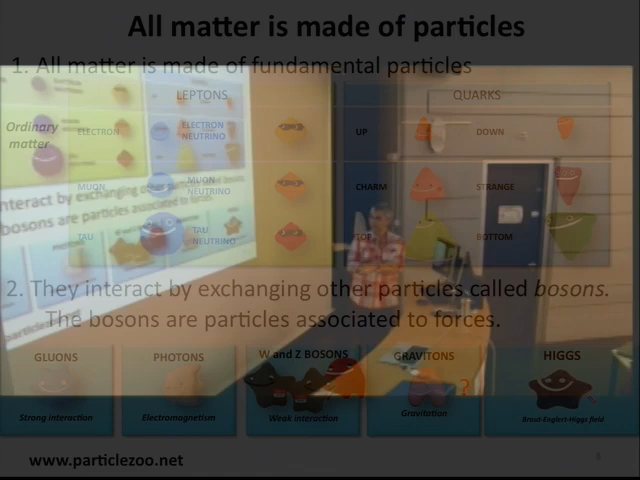 All matter is made of particles
1. All matter is made of fundamental particles
LEPTONS QUARKS
Ordinary
matter
ELECTRON ELECTRON NEUTRINO UP DOWN
MUON MUON NEUTRINO CHARM STRANGE
TAU TAU NEUTRINO TOP BOTTOM
interact by exchanging
bosons are particles associated to forces.
2. They interact by exchanging other particles called bosons.
The bosons are particles associated to forces.
GLUONS PHOTONS W and Z BOSONS GRAVITONS HIGGS
?
Strong interaction Electromagnetism Weak interaction Gravitation Brout-Englert-Higgs field
www.particlezoo.net